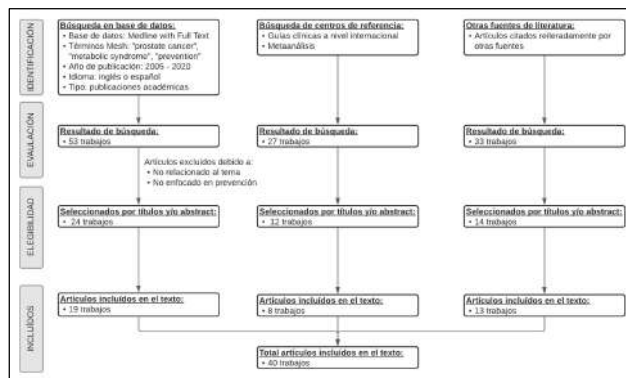 IDENTIFICACIÓN
Búsqueda en base de datos:
• Base de datos: Medline with Full Text
• Términos Mesh: "prostate cancer",
"metabolic syndrome", "prevention"
• Año de publicación: 2005 - 2020
• Idioma: inglés o español
• Tipo: publicaciones académicas
Búsqueda de centros de referencia:
• Guías clínicas a nivel internacional
• Metaanálisis
Otras fuentes de literatura:
• Artículos citados reiteradamente por
otras fuentes
EVAULACIÓN
Resultado de búsqueda:
• 53 trabajos
Resultado de búsqueda:
• 27 trabajos
Resultado de búsqueda:
• 33 trabajos
Artículos excluidos debido a:
• No relacionado al tema
• No enfocado en prevención
ELEGIBILIDAD
Seleccionados por títulos y/o abstract:
• 24 trabajos
Seleccionados por títulos y/o abstract:
• 12 trabajos
Seleccionados por títulos y/o abstract:
• 14 trabajos
INCLUÍDOS
Artículos incluídos en el texto:
• 19 trabajos
Artículos incluídos en el texto:
• 8 trabajos
Artículos incluídos en el texto:
• 13 trabajos
Total artículos incluidos en el texto:
• 40 trabajos